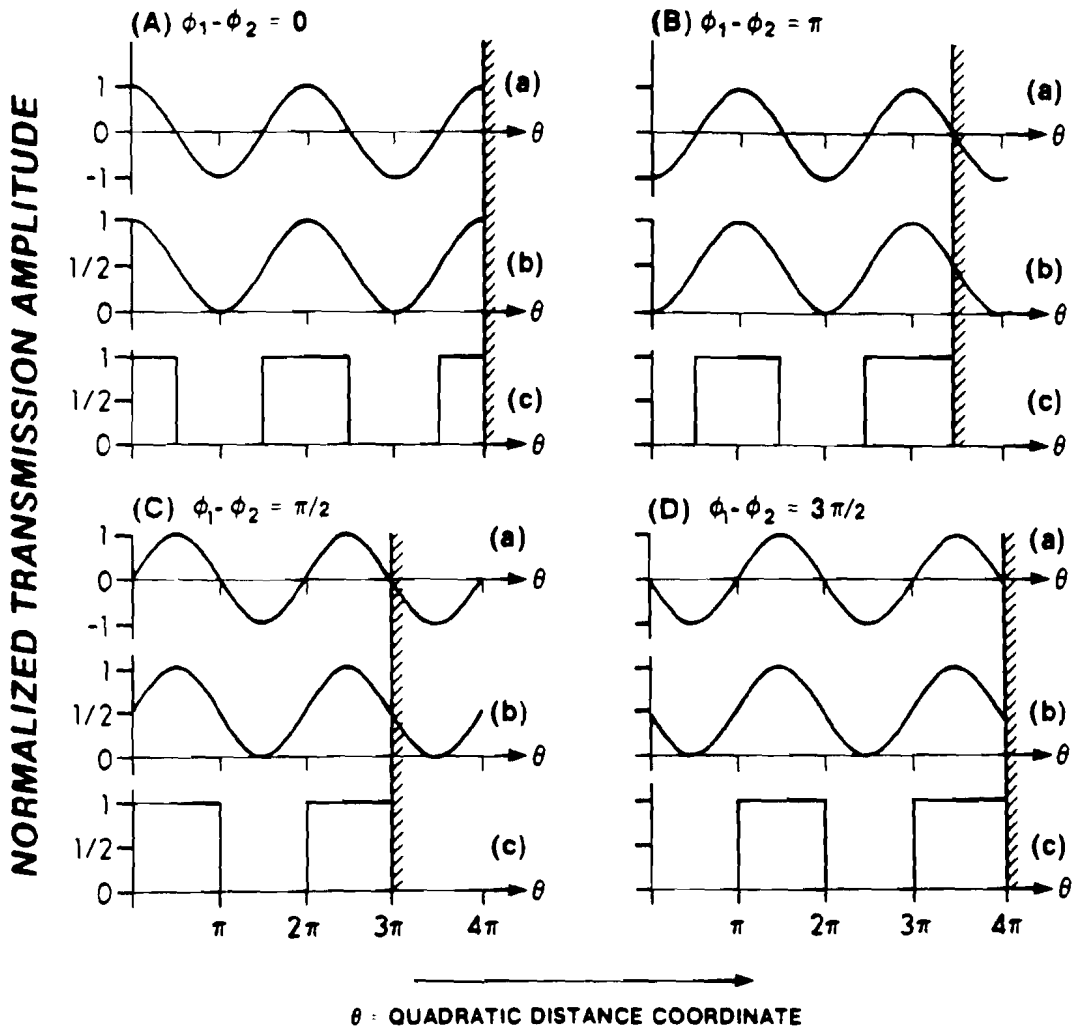 NORMALIZED TRANSMISSION AMPLITUDE
(A) ϕ₁-ϕ₂ = 0
1
0
-1
(a)
θ
1
1/2
0
(b)
θ
1
1/2
0
(c)
θ
(B) ϕ₁-ϕ₂ = π
(a)
θ
(b)
θ
(c)
θ
(C) ϕ₁-ϕ₂ = π/2
1
0
-1
(a)
θ
1
1/2
0
(b)
θ
1
1/2
0
(c)
θ
π 2π 3π 4π
(D) ϕ₁-ϕ₂ = 3π/2
(a)
θ
(b)
θ
(c)
θ
π 2π 3π 4π
θ : QUADRATIC DISTANCE COORDINATE